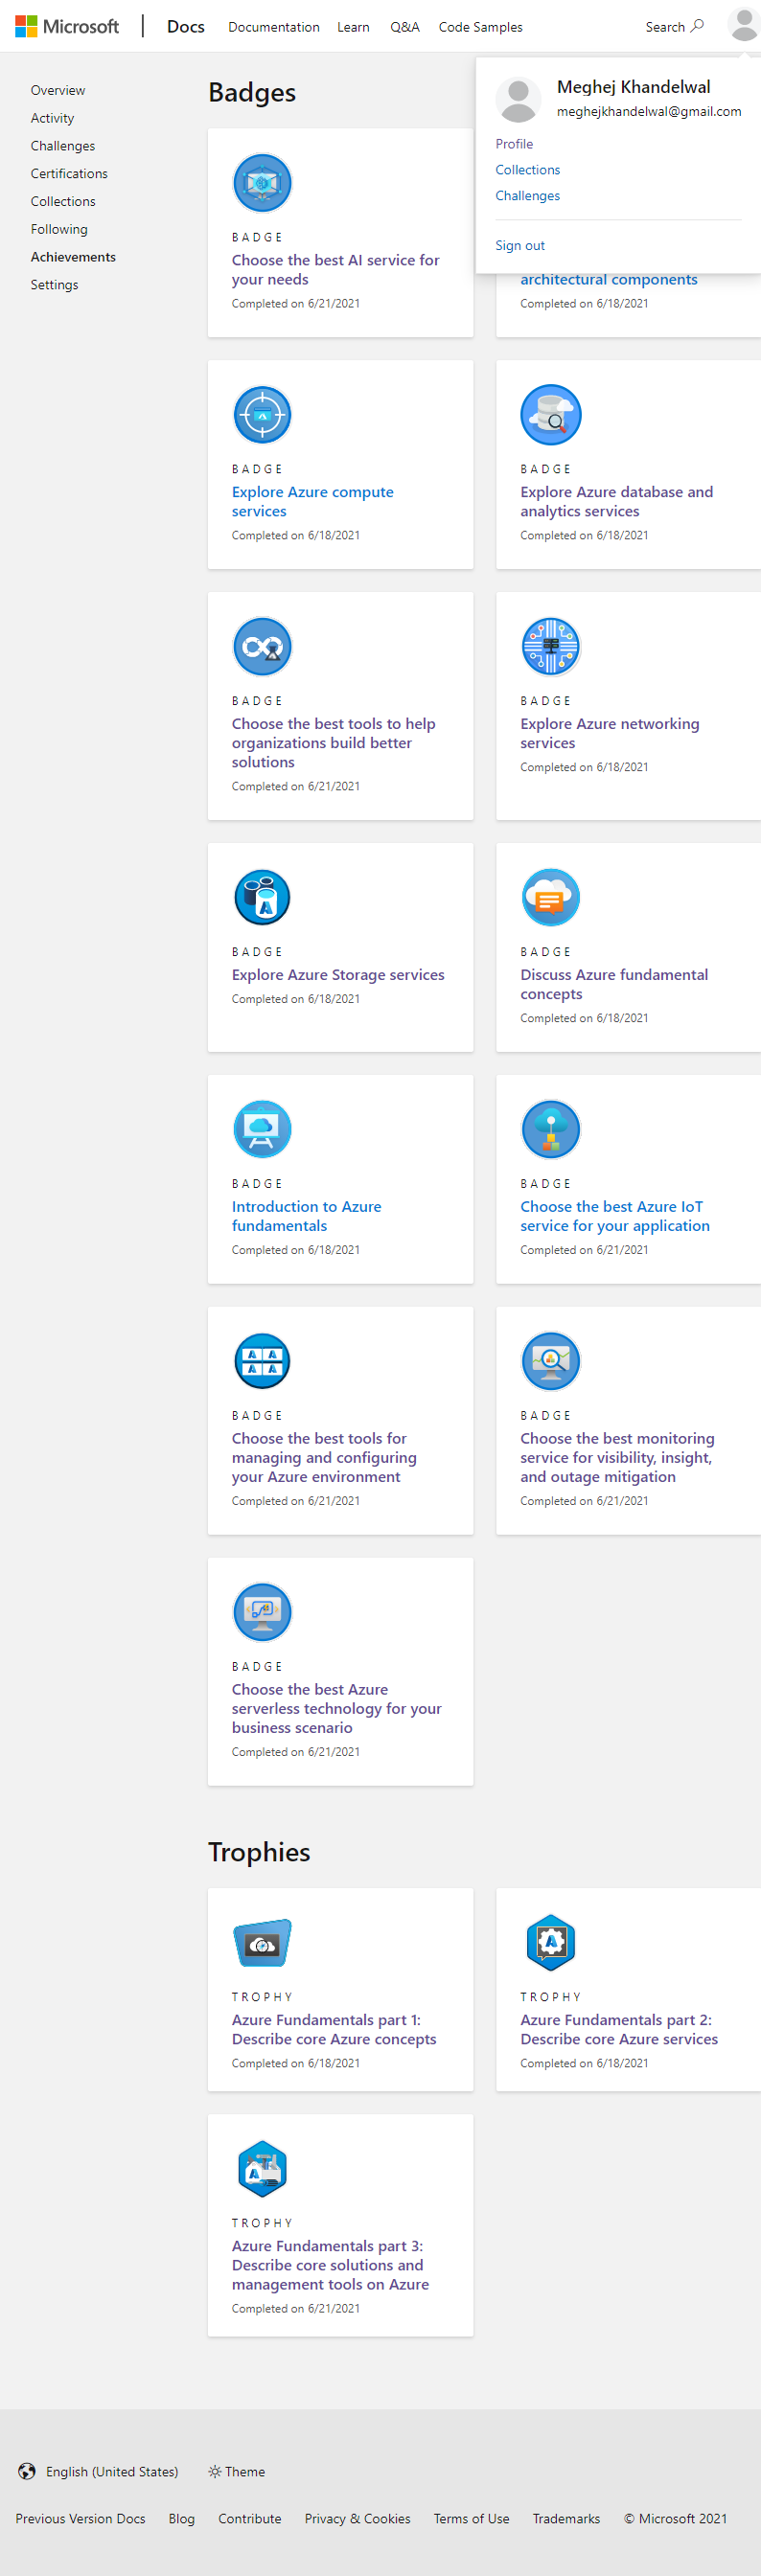 Microsoft
Docs
Documentation
Learn
Q&A
Code Samples
Search
Meghej Khandelwal
meghejkhandelwal@gmail.com
Profile
Collections
Challenges
Sign out
Overview
Activity
Challenges
Certifications
Collections
Following
Achievements
Settings
Badges
BADGE
Choose the best AI service for
your needs
Completed on 6/21/2021
architectural components
Completed on 6/18/2021
BADGE
Explore Azure compute
services
Completed on 6/18/2021
BADGE
Explore Azure database and
analytics services
Completed on 6/18/2021
BADGE
Choose the best tools to help
organizations build better
solutions
Completed on 6/21/2021
BADGE
Explore Azure networking
services
Completed on 6/18/2021
BADGE
Explore Azure Storage services
Completed on 6/18/2021
BADGE
Discuss Azure fundamental
concepts
Completed on 6/18/2021
BADGE
Introduction to Azure
fundamentals
Completed on 6/18/2021
BADGE
Choose the best Azure IoT
service for your application
Completed on 6/21/2021
BADGE
Choose the best tools for
managing and configuring
your Azure environment
Completed on 6/21/2021
BADGE
Choose the best monitoring
service for visibility, insight,
and outage mitigation
Completed on 6/21/2021
BADGE
Choose the best Azure
serverless technology for your
business scenario
Completed on 6/21/2021
Trophies
TROPHY
Azure Fundamentals part 1:
Describe core Azure concepts
Completed on 6/18/2021
TROPHY
Azure Fundamentals part 2:
Describe core Azure services
Completed on 6/18/2021
TROPHY
Azure Fundamentals part 3:
Describe core solutions and
management tools on Azure
Completed on 6/21/2021
English (United States)
Theme
Previous Version Docs
Blog
Contribute
Privacy & Cookies
Terms of Use
Trademarks
© Microsoft 2021